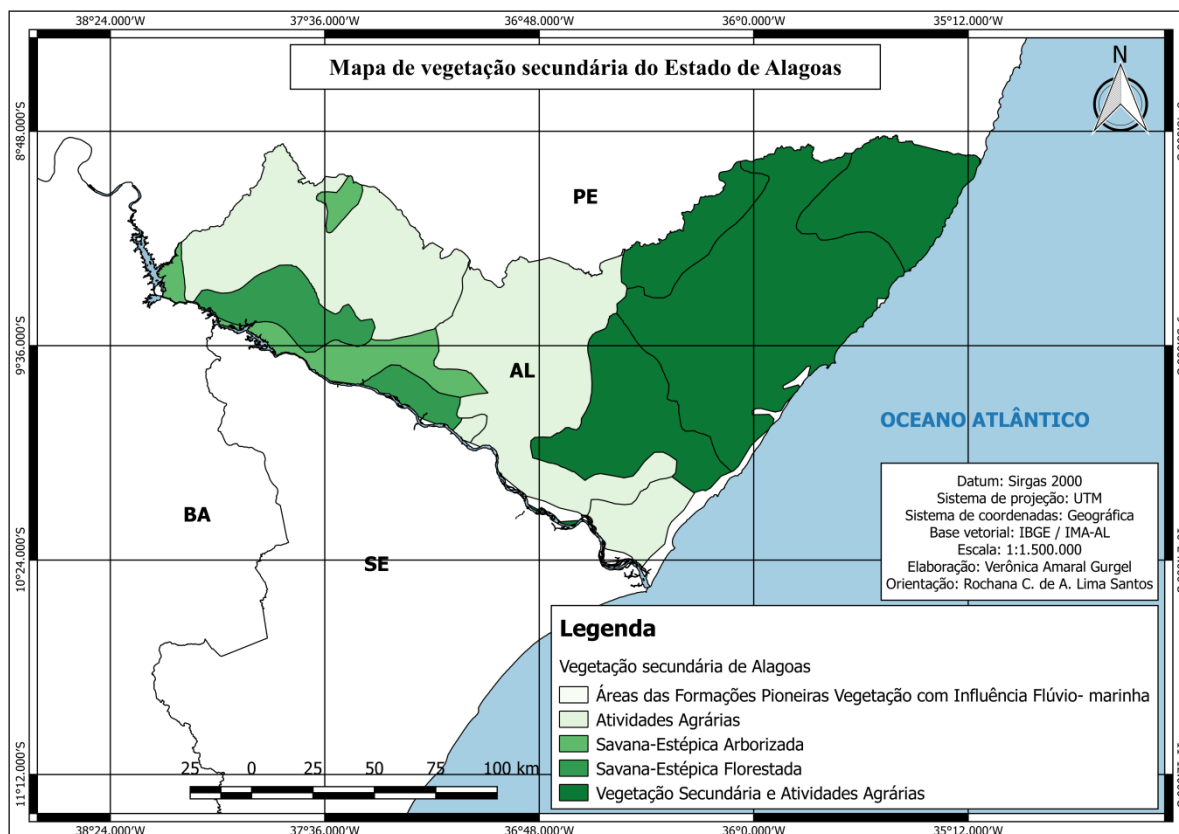 38°24.000'W 37°36.000'W 36°48.000'W 36°0.000'W 35°12.000'W
Mapa de vegetação secundária do Estado de Alagoas
N
8°48.000'S
PE
9°36.000'S
AL
OCEANO ATLÂNTICO
BA
SE
10°24.000'S
Datum: Sirgas 2000
Sistema de projeção: UTM
Sistema de coordenadas: Geográfica
Base vetorial: IBGE / IMA-AL
Escala: 1:1.500.000
Elaboração: Verônica Amaral Gurgel
Orientação: Rochana C. de A. Lima Santos
Legenda
Vegetação secundária de Alagoas
Áreas das Formações Pioneiras Vegetação com Influência Flúvio- marinha
Atividades Agrárias
Savana-Estépica Arborizada
Savana-Estépica Florestada
Vegetação Secundária e Atividades Agrárias
11°12.000'S
25 0 25 50 75 100 km
38°24.000'W 37°36.000'W 36°48.000'W 36°0.000'W 35°12.000'W